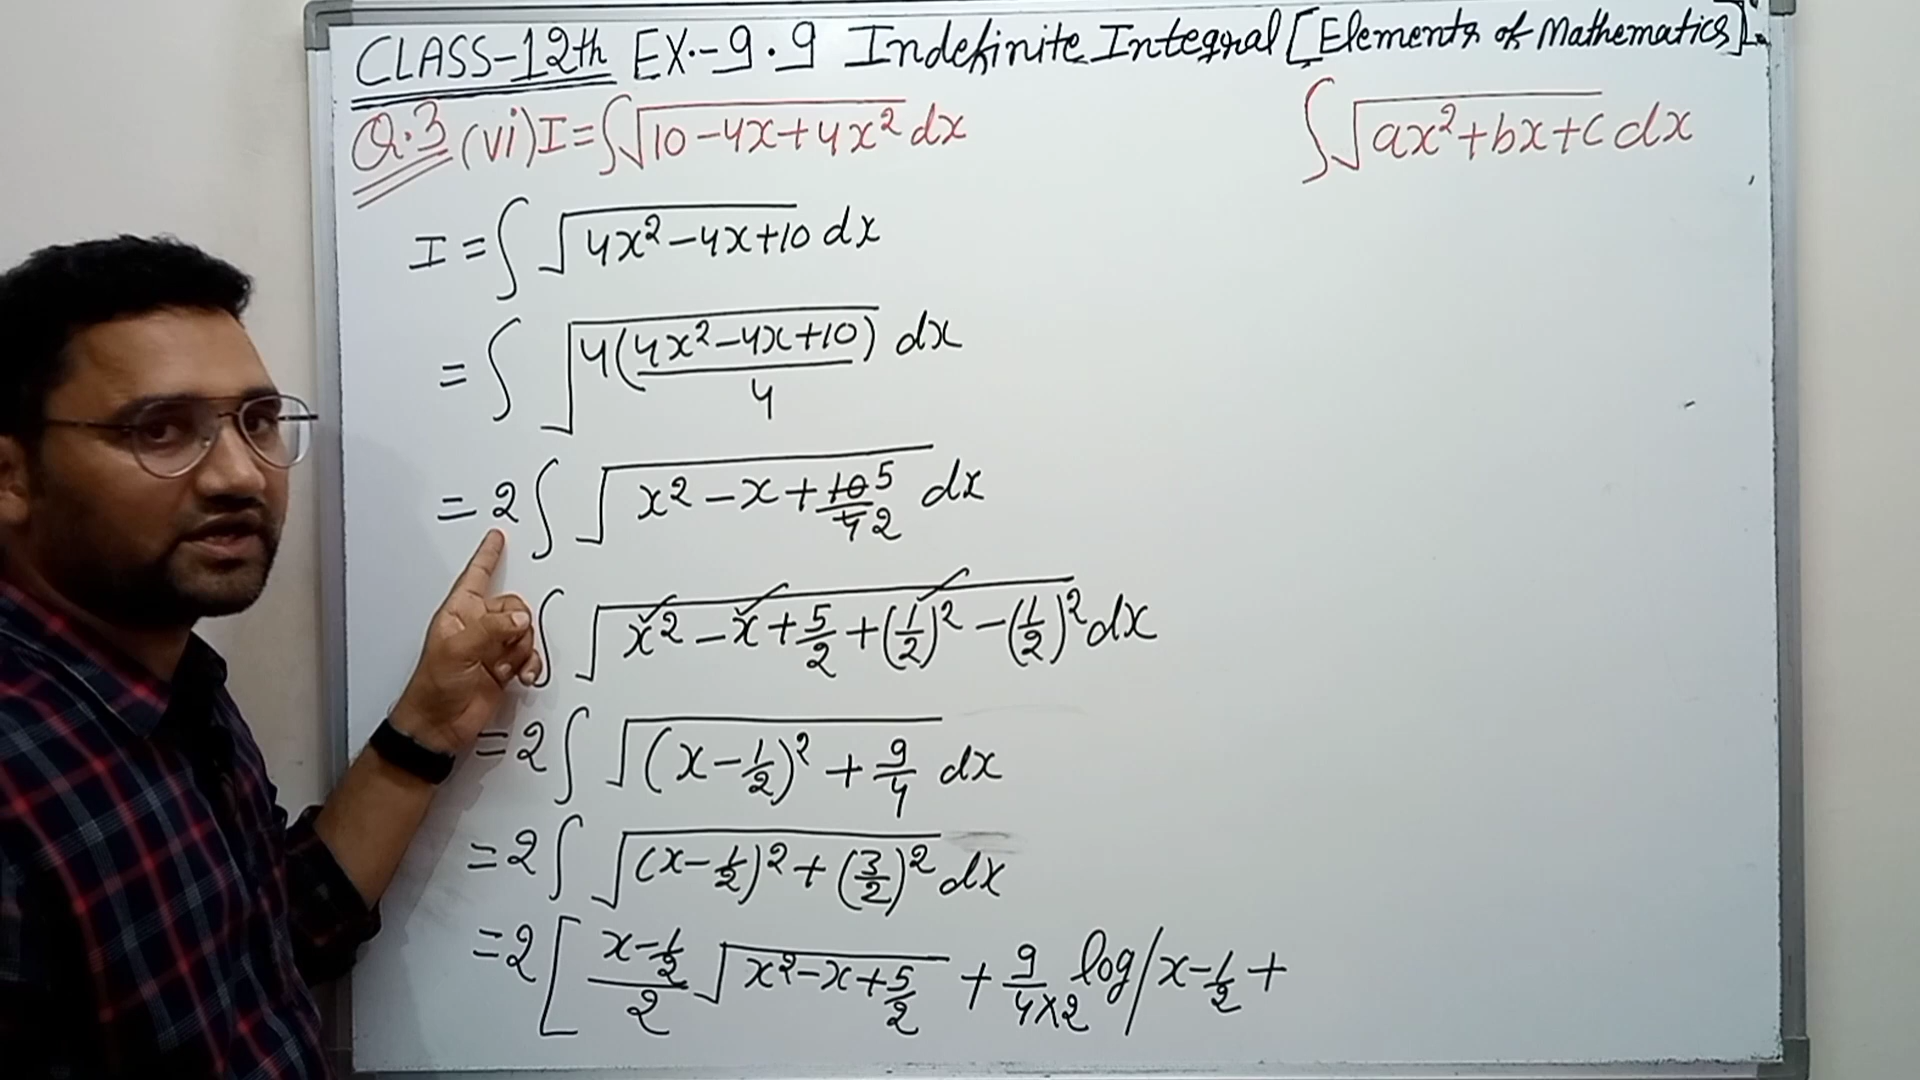 CLASS-12th EX.-9.9 Indefinite Integral [Elements of Mathematics].
Q.3 (vi) I=∫√(10-4x+4x²) dx
∫√(ax²+bx+c) dx
I=∫√(4x²-4x+10) dx
=∫√(4(4x²-4x+10)/4) dx
=2∫√(x²-x+10/4 5/2) dx
∫√(x²-x+5/2+(1/2)²-(1/2)²) dx
=2∫√((x-1/2)²+9/4) dx
=2∫√((x-1/2)²+(3/2)²) dx
=2[(x-1/2)/2 √(x²-x+5/2) + 9/(4×2) log|x-1/2+